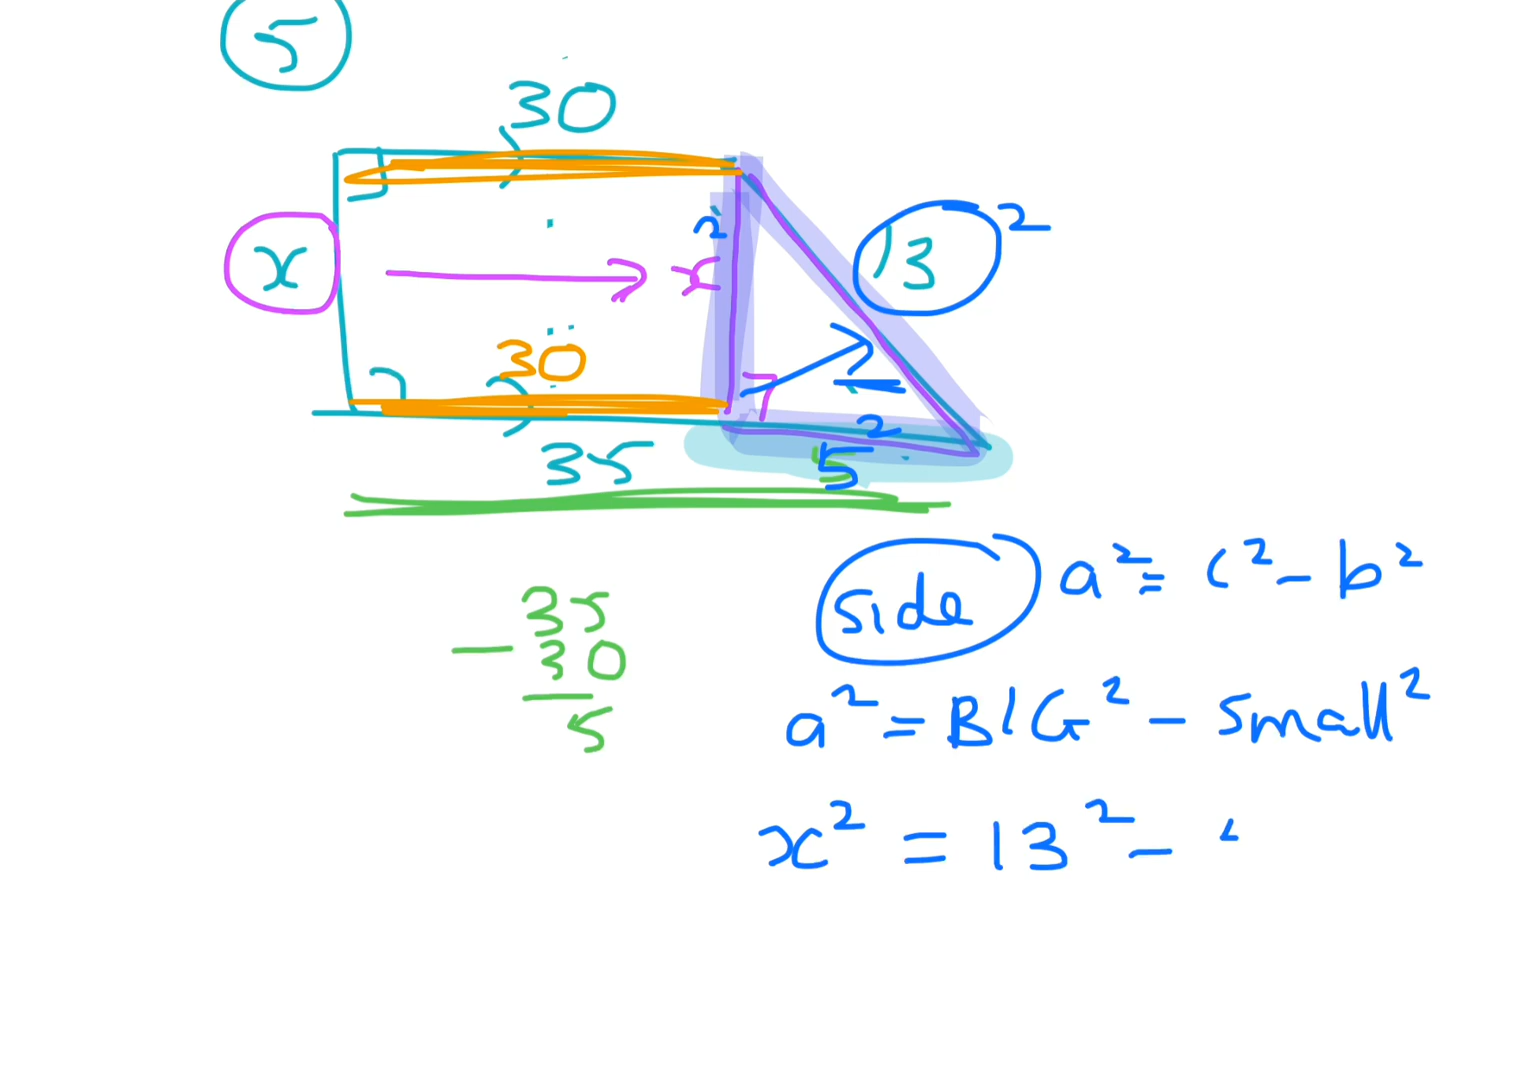 5
30
x
2
x
13 2
30
35
2
5
side a² = c² - b²
35
- 30
5
a² = BIG² - small²
x² = 13² -